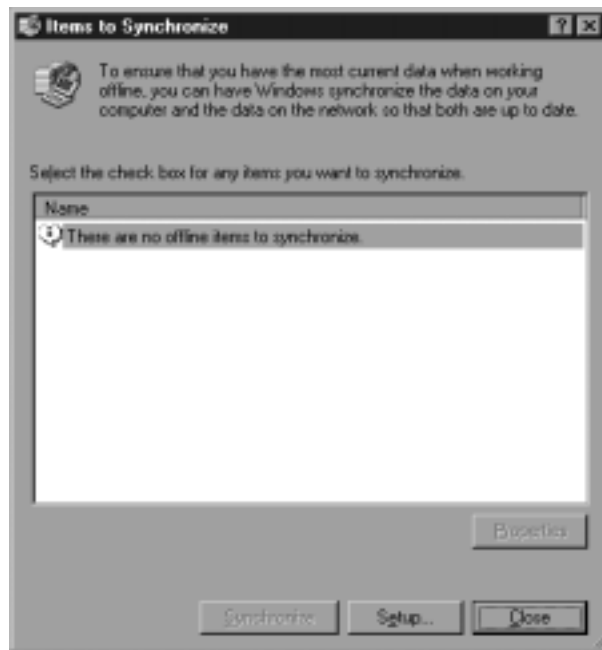 Items to Synchronize
To ensure that you have the most current data when working
offline, you can have Windows synchronize the data on your
computer and the data on the network so that both are up to date.
Select the check box for any items you want to synchronize.
Name
There are no offline items to synchronize.
Properties
Synchronize
Setup...
Close